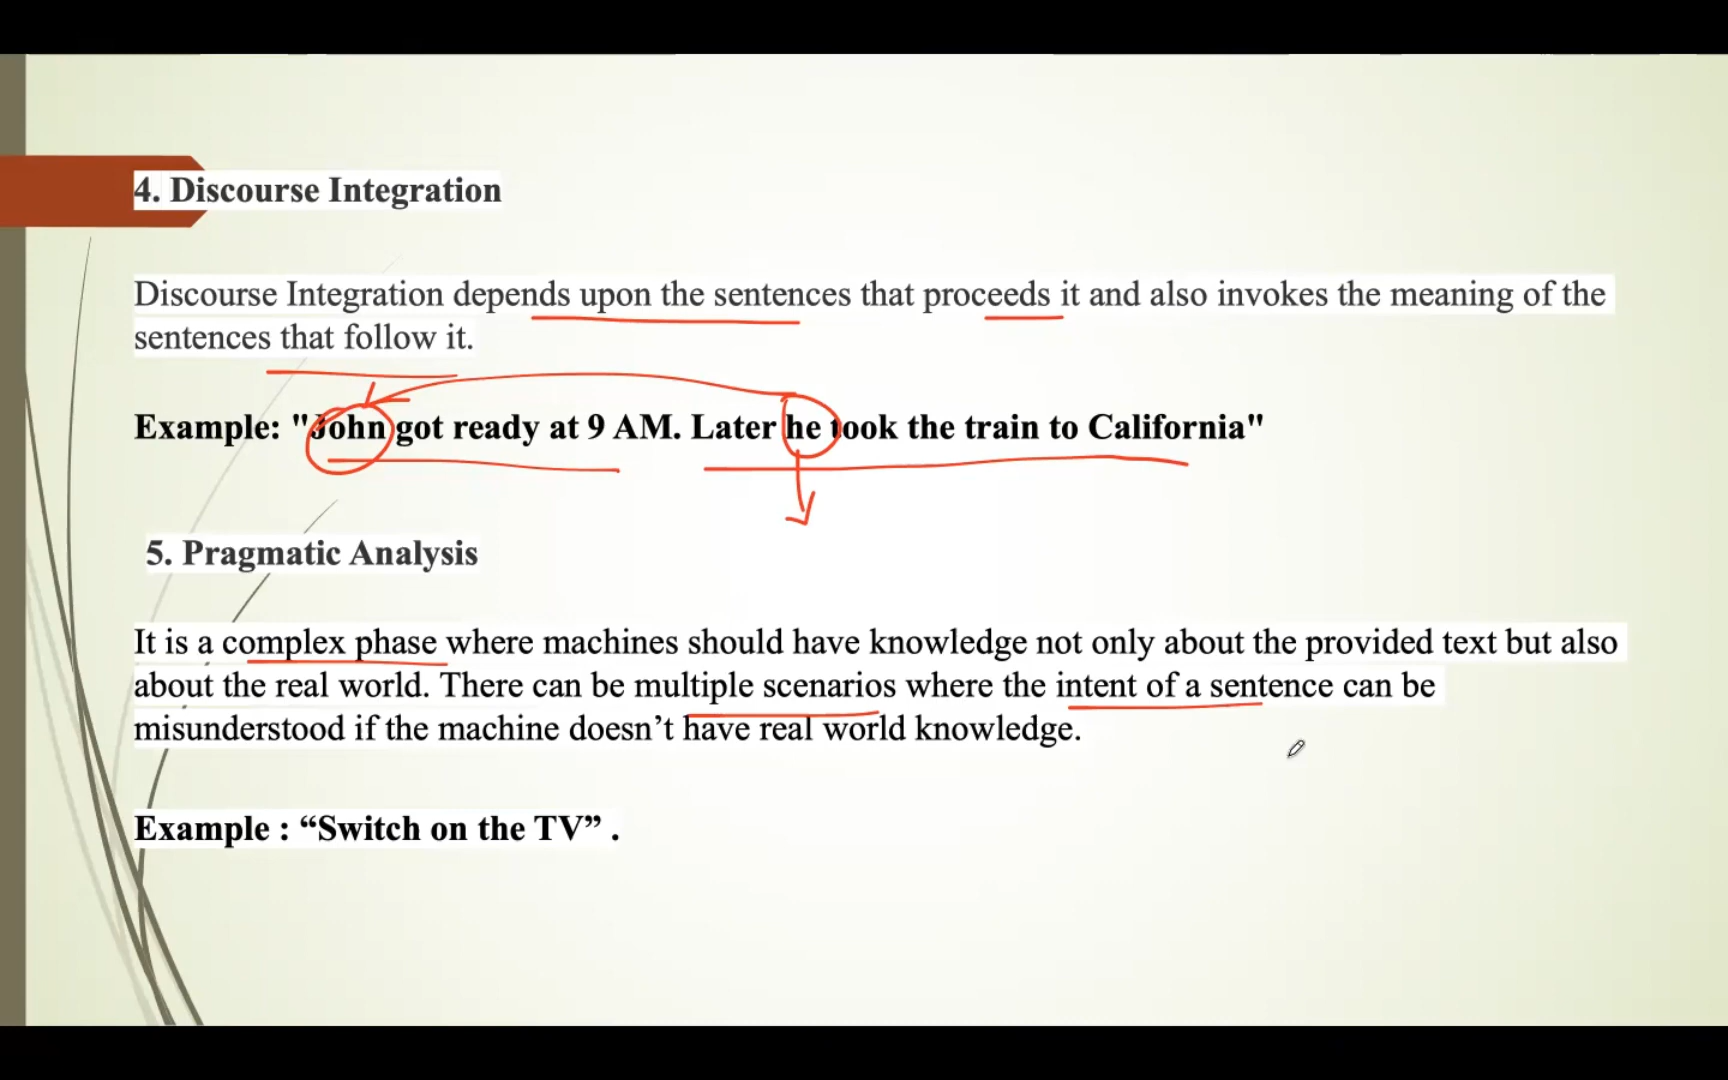 4. Discourse Integration
Discourse Integration depends upon the sentences that proceeds it and also invokes the meaning of the
sentences that follow it.
Example: "John got ready at 9 AM. Later he took the train to California"
5. Pragmatic Analysis
It is a complex phase where machines should have knowledge not only about the provided text but also
about the real world. There can be multiple scenarios where the intent of a sentence can be
misunderstood if the machine doesn’t have real world knowledge.
Example : “Switch on the TV” .